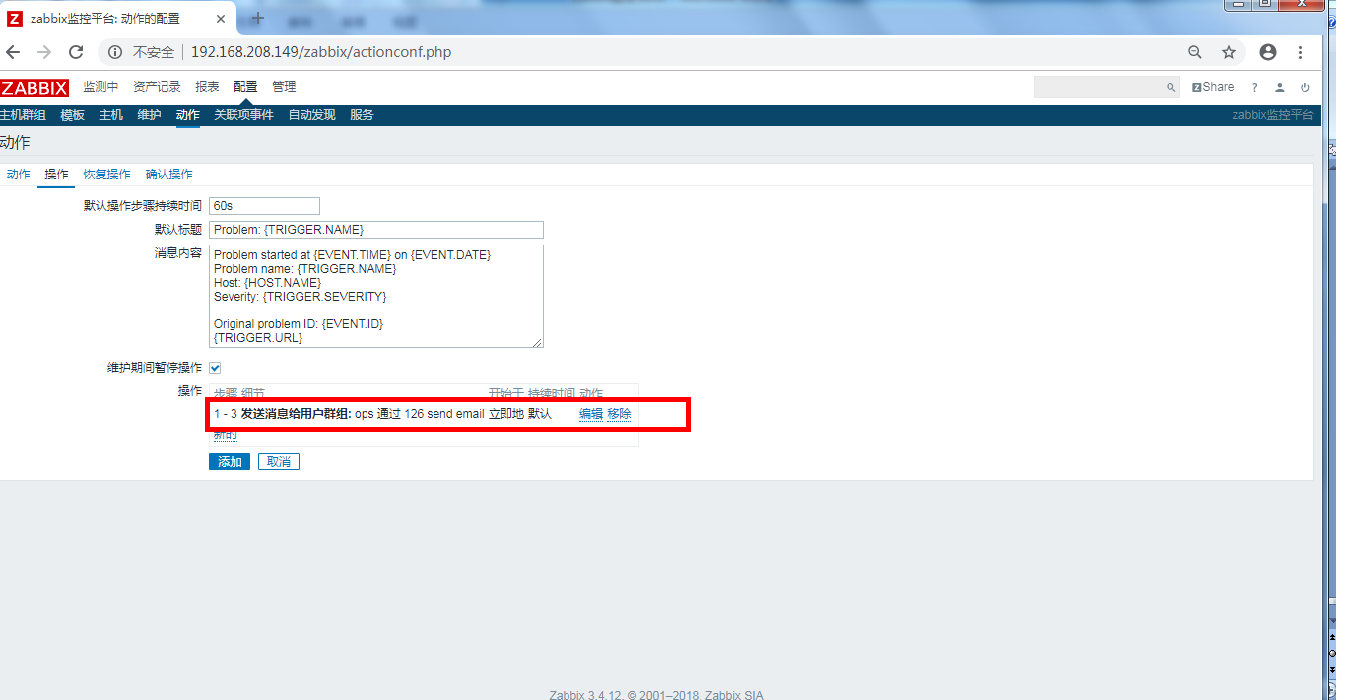 zabbix监控平台: 动作的配置
不安全 192.168.208.149/zabbix/actionconf.php
ZABBIX 监测中 资产记录 报表 配置 管理 Share ?
主机群组 模板 主机 维护 动作 关联项事件 自动发现 服务 zabbix监控平台
动作
动作 操作 恢复操作 确认操作
默认操作步骤持续时间 60s
默认标题 Problem: {TRIGGER.NAME}
消息内容 Problem started at {EVENT.TIME} on {EVENT.DATE}
Problem name: {TRIGGER.NAME}
Host: {HOST.NAME}
Severity: {TRIGGER.SEVERITY}
Original problem ID: {EVENT.ID}
{TRIGGER.URL}
维护期间暂停操作
操作 步骤 细节 开始于 持续时间 动作
1 - 3 发送消息给用户群组: ops 通过 126 send email 立即地 默认 编辑 移除
新的
添加 取消
Zabbix 3.4.12. © 2001–2018, Zabbix SIA